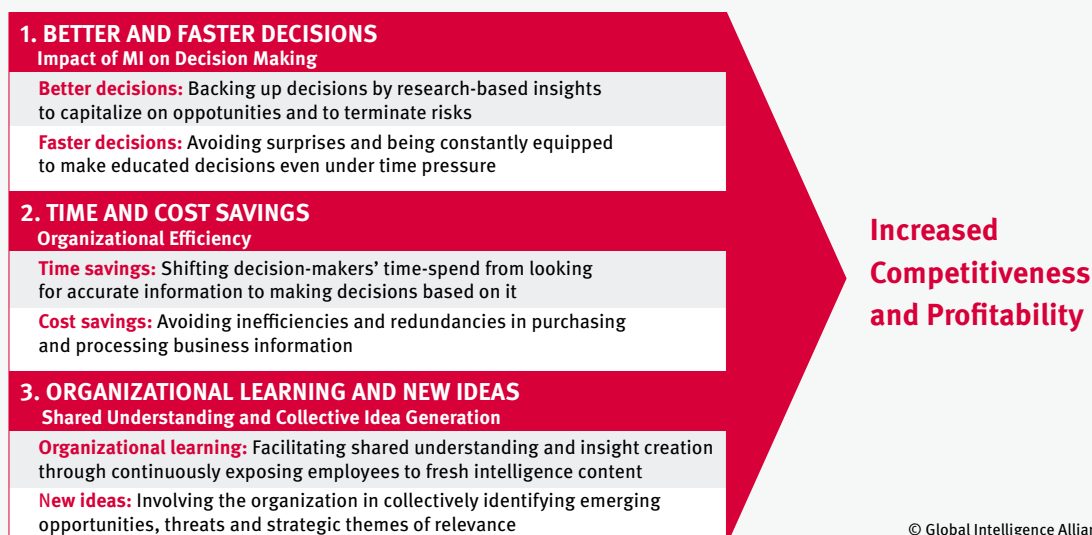 1. BETTER AND FASTER DECISIONS
Impact of MI on Decision Making
Better decisions: Backing up decisions by research-based insights
to capitalize on oppotunities and to terminate risks
Faster decisions: Avoiding surprises and being constantly equipped
to make educated decisions even under time pressure
2. TIME AND COST SAVINGS
Organizational Efficiency
Time savings: Shifting decision-makers’ time-spend from looking
for accurate information to making decisions based on it
Cost savings: Avoiding inefficiencies and redundancies in purchasing
and processing business information
3. ORGANIZATIONAL LEARNING AND NEW IDEAS
Shared Understanding and Collective Idea Generation
Organizational learning: Facilitating shared understanding and insight creation
through continuously exposing employees to fresh intelligence content
New ideas: Involving the organization in collectively identifying emerging
opportunities, threats and strategic themes of relevance
Increased
Competitiveness
and Profitability
© Global Intelligence